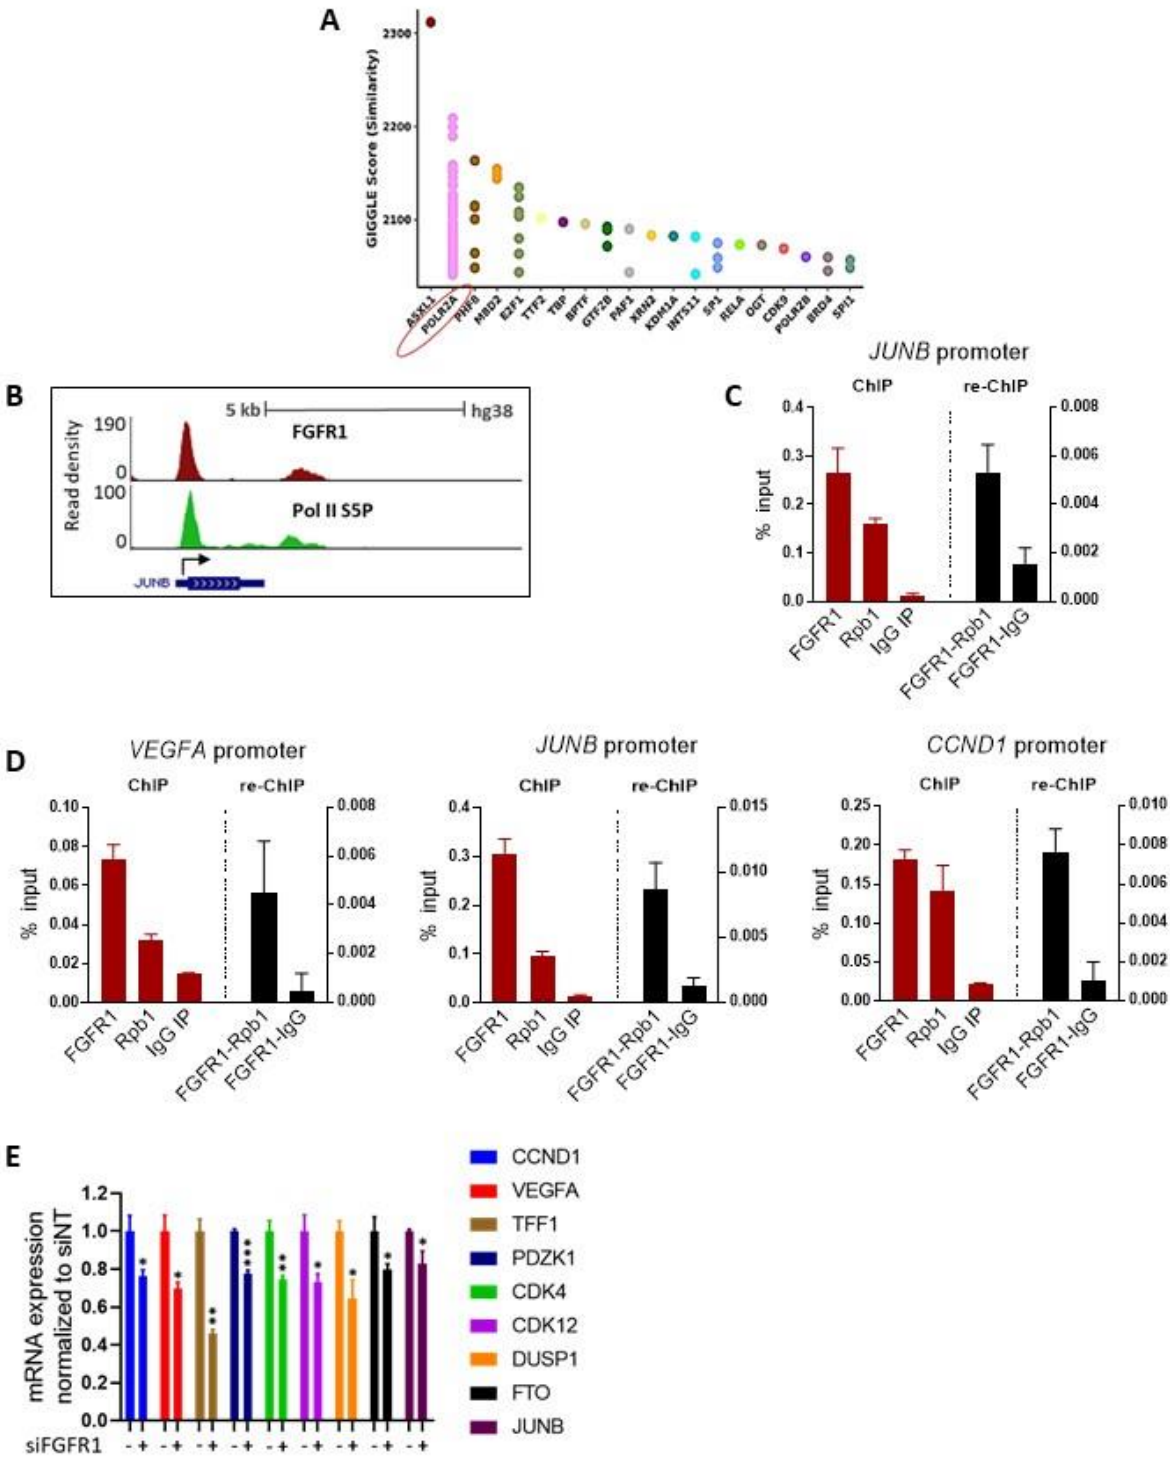 A
GIGGLE Score (Similarity)
2300
2200
2100
ASXL1
POLR2A
PHF8
MBD2
E2F1
TTF2
TBP
BPTF
GTF2B
PAF1
XRN2
KDM1A
INTS11
SP1
RELA
OGT
CDK9
POLR2B
BRD4
SPI1
B
5 kb
hg38
Read density
190
0
FGFR1
100
0
Pol II S5P
JUNB
C
JUNB promoter
ChIP
re-ChIP
% input
0.4
0.3
0.2
0.1
0.0
0.008
0.006
0.004
0.002
0.000
FGFR1
Rpb1
IgG IP
FGFR1-Rpb1
FGFR1-IgG
D
VEGFA promoter
ChIP
re-ChIP
% input
0.10
0.08
0.06
0.04
0.02
0.00
0.008
0.006
0.004
0.002
0.000
FGFR1
Rpb1
IgG IP
FGFR1-Rpb1
FGFR1-IgG
JUNB promoter
ChIP
re-ChIP
% input
0.4
0.3
0.2
0.1
0.0
0.015
0.010
0.005
0.000
FGFR1
Rpb1
IgG IP
FGFR1-Rpb1
FGFR1-IgG
CCND1 promoter
ChIP
re-ChIP
% input
0.25
0.20
0.15
0.10
0.05
0.00
0.010
0.008
0.006
0.004
0.002
0.000
FGFR1
Rpb1
IgG IP
FGFR1-Rpb1
FGFR1-IgG
E
mRNA expression
normalized to siNT
1.2
1.0
0.8
0.6
0.4
0.2
0.0
* * ** *** ** * * * *
siFGFR1 - + - + - + - + - + - + - + - + - +
CCND1
VEGFA
TFF1
PDZK1
CDK4
CDK12
DUSP1
FTO
JUNB